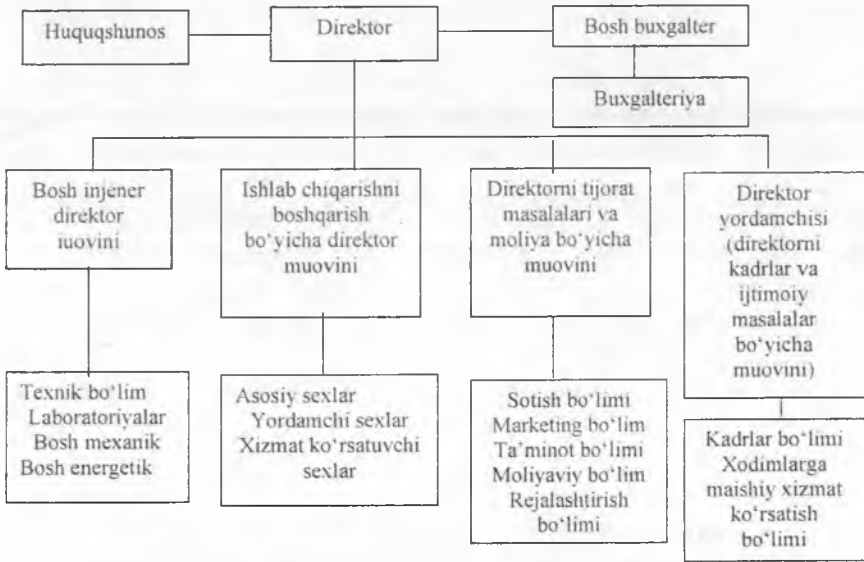 Huquqshunos
Direktor
Bosh buxgalter
Buxgalteriya
Bosh injener
direktor
iuovini
Ishlab chiqarishni
boshqarish
bo‘yicha direktor
muovini
Direktorni tijorat
masalalari va
moliya bo‘yicha
muovini
Direktor
yordamchisi
(direktorni
kadrlar va
ijtimoiy
masalalar
bo‘yicha
muovini)
Texnik bo‘lim
Laboratoriyalar
Bosh mexanik
Bosh energetik
Asosiy sexlar
Yordamchi sexlar
Xizmat ko‘rsatuvchi
sexlar
Sotish bo‘limi
Marketing bo‘lim
Ta’minot bo‘limi
Moliyaviy bo‘lim
Rejalashtirish
bo‘limi
Kadrlar bo‘limi
Xodimlarga
maishiy xizmat
ko‘rsatish
bo‘limi